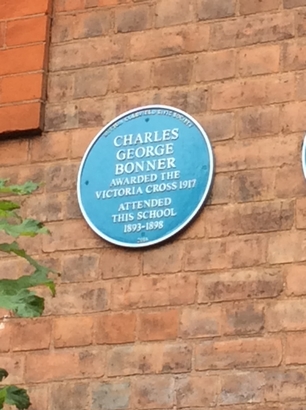 CHARLES
GEORGE
BONNER
AWARDED THE
VICTORIA CROSS 1917
ATTENDED
THIS SCHOOL
1893-1898